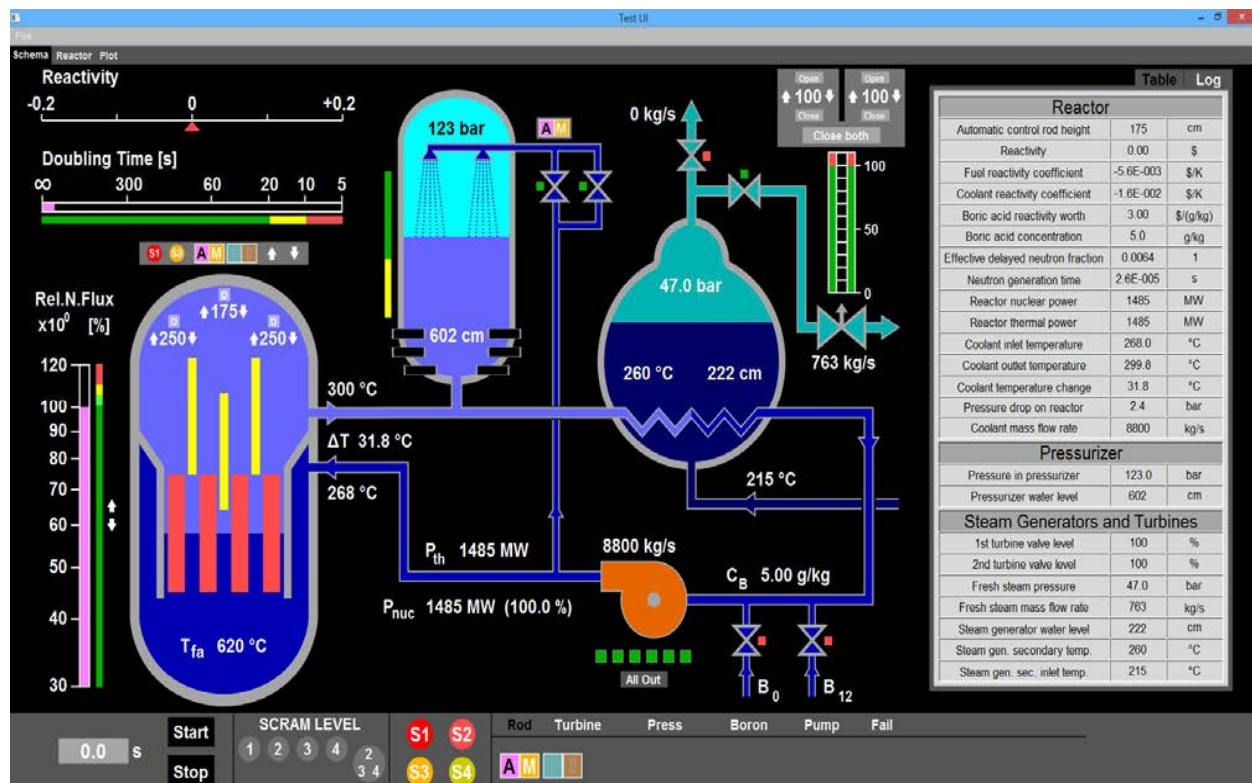 Test UI
File
Schema Reactor Plot
Reactivity
-0.2 0 +0.2
Doubling Time [s]
∞ 300 60 20 10 5
S1 S3 A M
Rel.N.Flux
x10⁰ [%]
120
100
90
80
70
60
50
40
30
D
175
D D
250 250
T_fa 620 °C
123 bar
602 cm
A M
300 °C
ΔT 31.8 °C
268 °C
P_th 1485 MW
P_nuc 1485 MW (100.0 %)
0 kg/s
47.0 bar
260 °C 222 cm
215 °C
8800 kg/s
All Out
C_B 5.00 g/kg
B_0 B_12
Open Open
100 100
Close Close
Close both
100
50
0
763 kg/s
Table Log
Reactor
Automatic control rod height 175 cm
Reactivity 0.00 $
Fuel reactivity coefficient -5.6E-003 $/K
Coolant reactivity coefficient -1.6E-002 $/K
Boric acid reactivity worth 3.00 $/(g/kg)
Boric acid concentration 5.0 g/kg
Effective delayed neutron fraction 0.0064 1
Neutron generation time 2.6E-005 s
Reactor nuclear power 1485 MW
Reactor thermal power 1485 MW
Coolant inlet temperature 268.0 °C
Coolant outlet temperature 299.8 °C
Coolant temperature change 31.8 °C
Pressure drop on reactor 2.4 bar
Coolant mass flow rate 8800 kg/s
Pressurizer
Pressure in pressurizer 123.0 bar
Pressurizer water level 602 cm
Steam Generators and Turbines
1st turbine valve level 100 %
2nd turbine valve level 100 %
Fresh steam pressure 47.0 bar
Fresh steam mass flow rate 763 kg/s
Steam generator water level 222 cm
Steam gen. secondary temp. 260 °C
Steam gen. sec. inlet temp. 215 °C
0.0 s
Start
Stop
SCRAM LEVEL
1 2 3 4 2
3 4
S1 S2
S3 S4
Rod Turbine Press Boron Pump Fail
A M